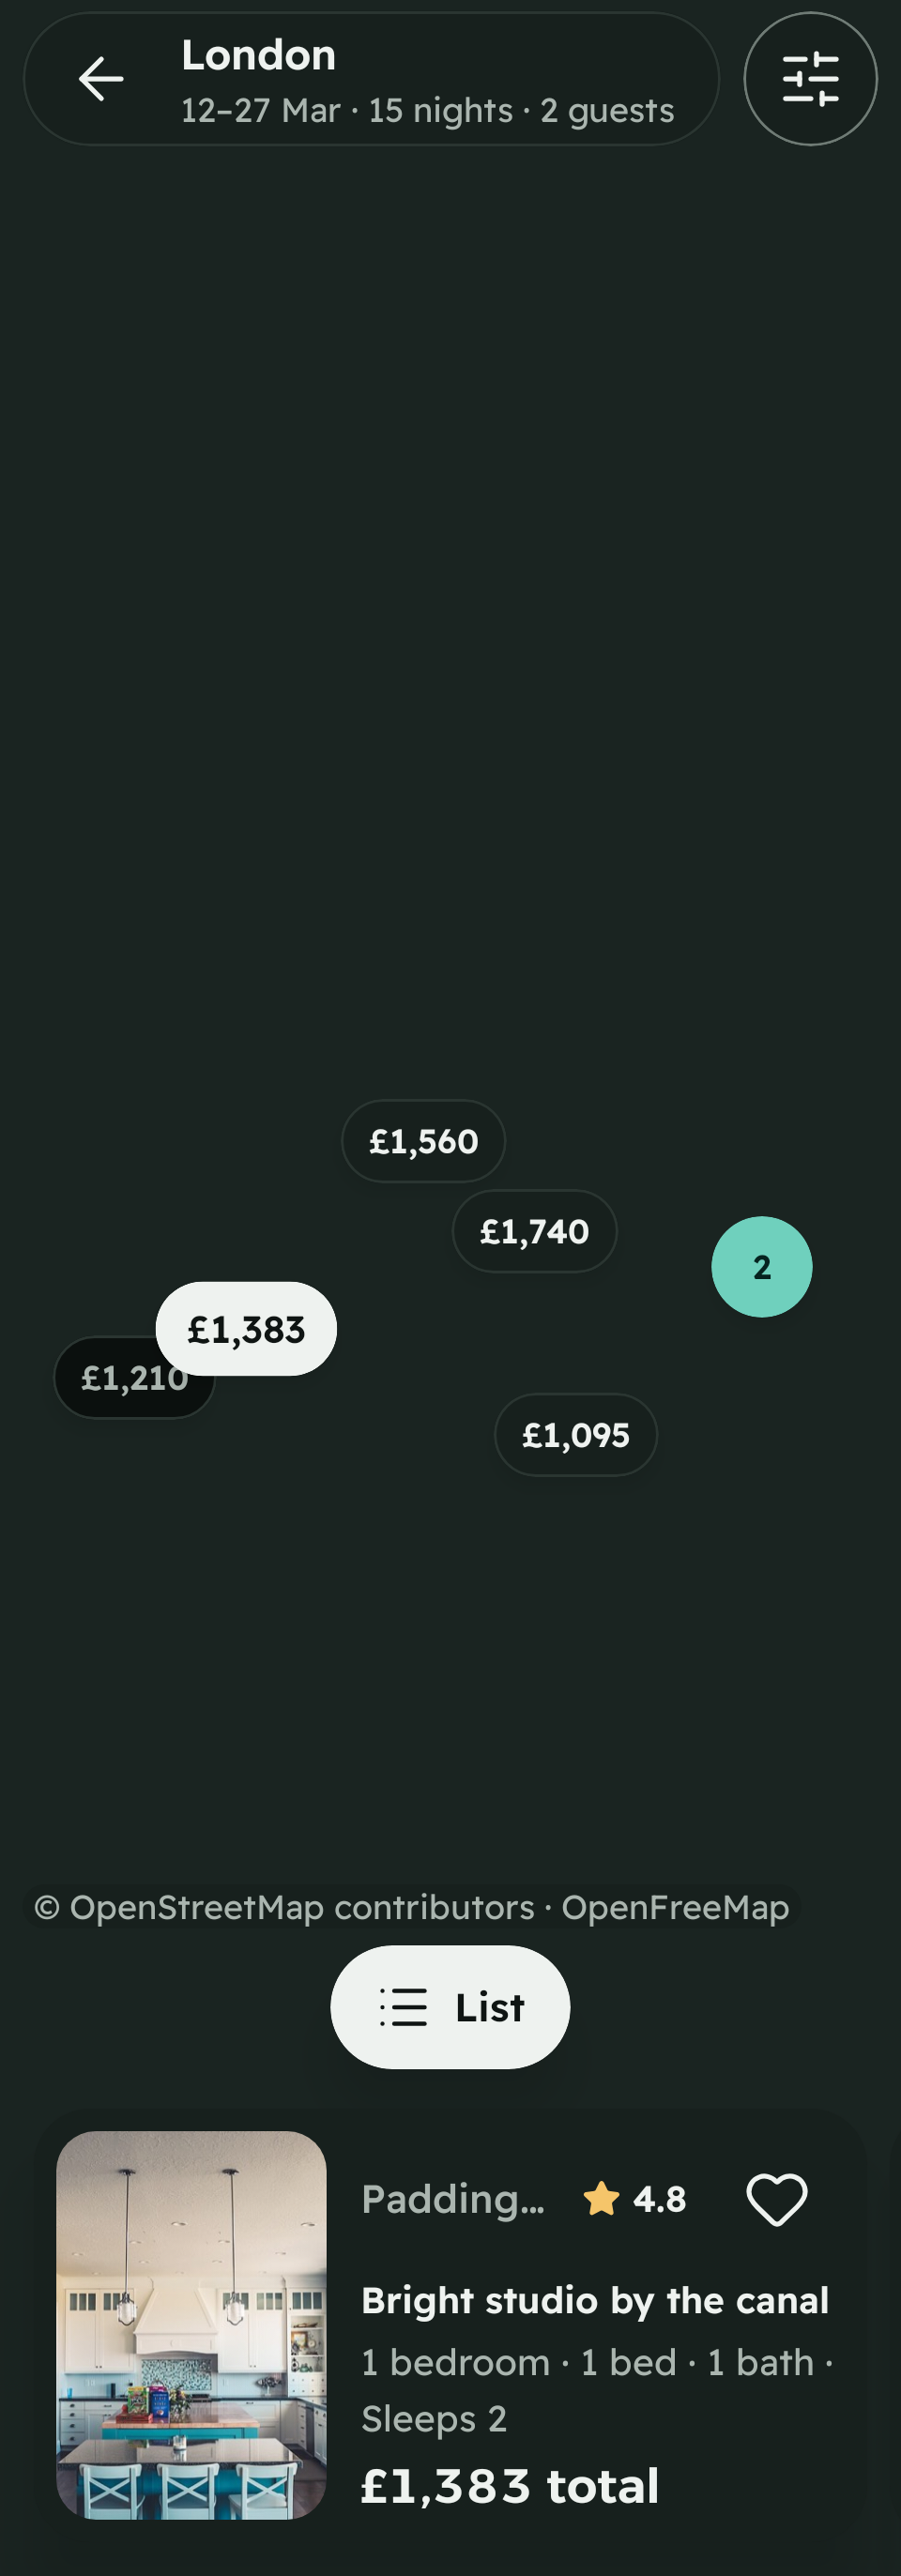 London
12–27 Mar · 15 nights · 2 guests
£1,560
£1,740
2
£1,383
£1,210
£1,095
© OpenStreetMap contributors · OpenFreeMap
List
Padding…
4.8
Bright studio by the canal
1 bedroom · 1 bed · 1 bath ·
Sleeps 2
£1,383 total